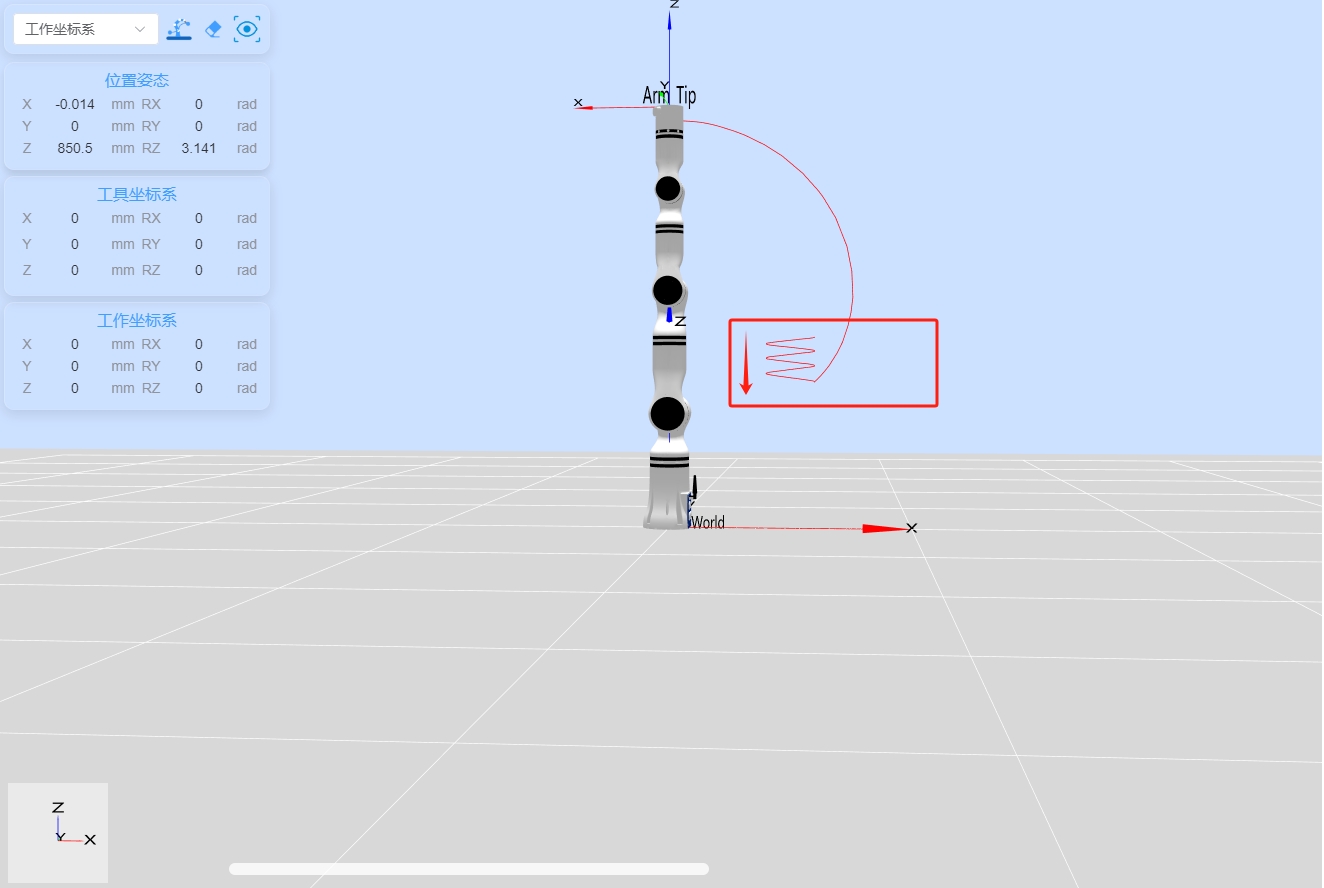 工作坐标系
位置姿态
X -0.014 mm RX 0 rad
Y 0 mm RY 0 rad
Z 850.5 mm RZ 3.141 rad
工具坐标系
X 0 mm RX 0 rad
Y 0 mm RY 0 rad
Z 0 mm RZ 0 rad
工作坐标系
X 0 mm RX 0 rad
Y 0 mm RY 0 rad
Z 0 mm RZ 0 rad
Z
Y
X
Arm Tip
Z
World
X
Z
Y X